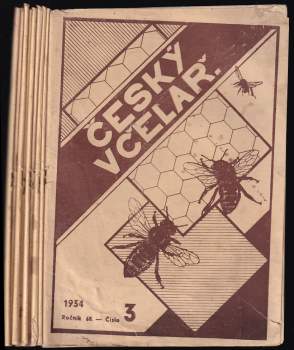 ČESKÝ
VČELAŘ.
1934
Ročník 68. — Číslo 3